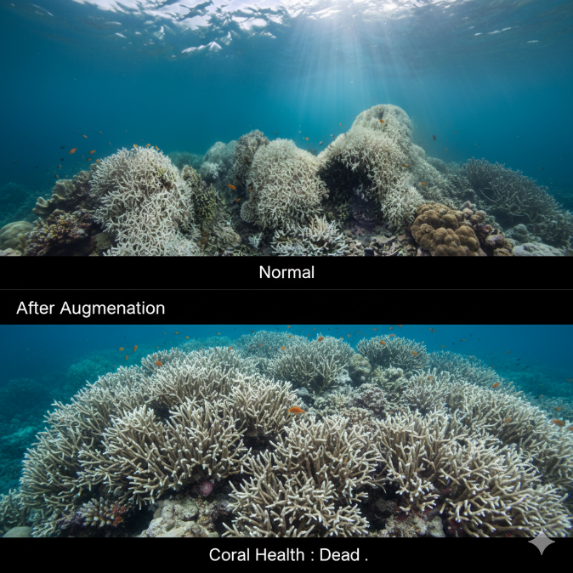 Normal
After Augmenation
Coral Health : Dead .